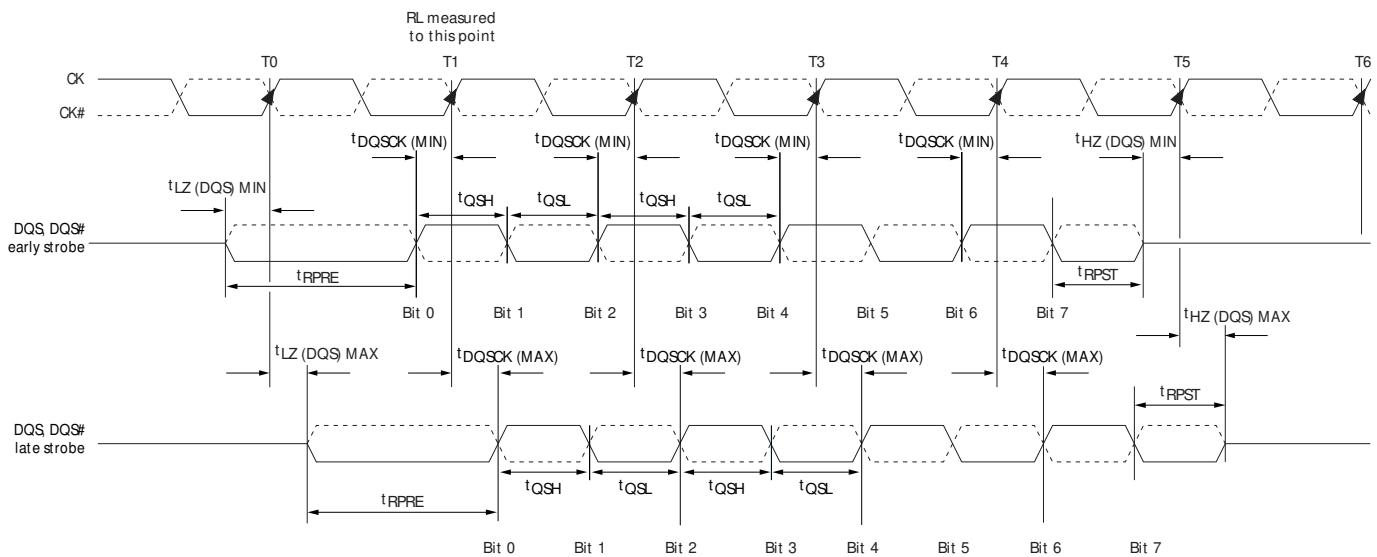 RL measured
to this point
T0 T1 T2 T3 T4 T5 T6
CK
CK#
tDQSCK (MIN) tDQSCK (MIN) tDQSCK (MIN) tDQSCK (MIN) tHZ (DQS) MIN
tLZ (DQS) MIN
tQSH tQSL tQSH tQSL
DQS, DQS#
early strobe
tRPRE tRPST
Bit 0 Bit 1 Bit 2 Bit 3 Bit 4 Bit 5 Bit 6 Bit 7
tHZ (DQS) MAX
tLZ (DQS) MAX tDQSCK (MAX) tDQSCK (MAX) tDQSCK (MAX) tDQSCK (MAX)
tRPST
DQS, DQS#
late strobe
tQSH tQSL tQSH tQSL
tRPRE
Bit 0 Bit 1 Bit 2 Bit 3 Bit 4 Bit 5 Bit 6 Bit 7